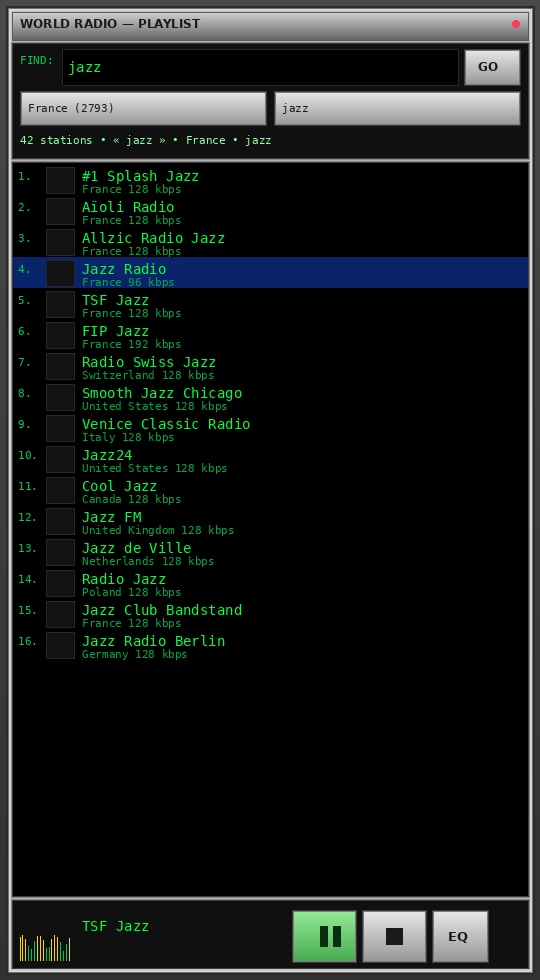 WORLD RADIO — PLAYLIST
FIND: jazz GO
France (2793) jazz
42 stations • « jazz » • France • jazz
1. #1 Splash Jazz
France 128 kbps
2. Aïoli Radio
France 128 kbps
3. Allzic Radio Jazz
France 128 kbps
4. Jazz Radio
France 96 kbps
5. TSF Jazz
France 128 kbps
6. FIP Jazz
France 192 kbps
7. Radio Swiss Jazz
Switzerland 128 kbps
8. Smooth Jazz Chicago
United States 128 kbps
9. Venice Classic Radio
Italy 128 kbps
10. Jazz24
United States 128 kbps
11. Cool Jazz
Canada 128 kbps
12. Jazz FM
United Kingdom 128 kbps
13. Jazz de Ville
Netherlands 128 kbps
14. Radio Jazz
Poland 128 kbps
15. Jazz Club Bandstand
France 128 kbps
16. Jazz Radio Berlin
Germany 128 kbps
TSF Jazz
EQ